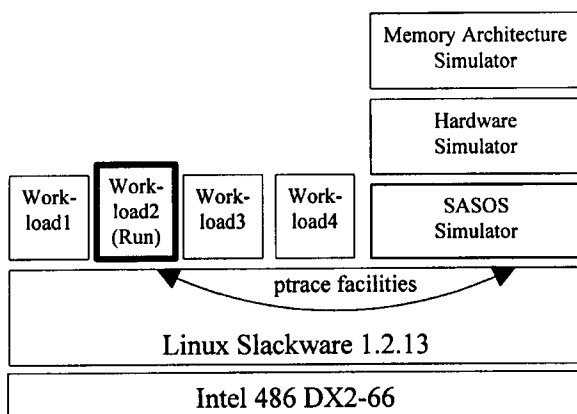 Memory Architecture
Simulator
Hardware
Simulator
Work-
load1
Work-
load2
(Run)
Work-
load3
Work-
load4
SASOS
Simulator
ptrace facilities
Linux Slackware 1.2.13
Intel 486 DX2-66